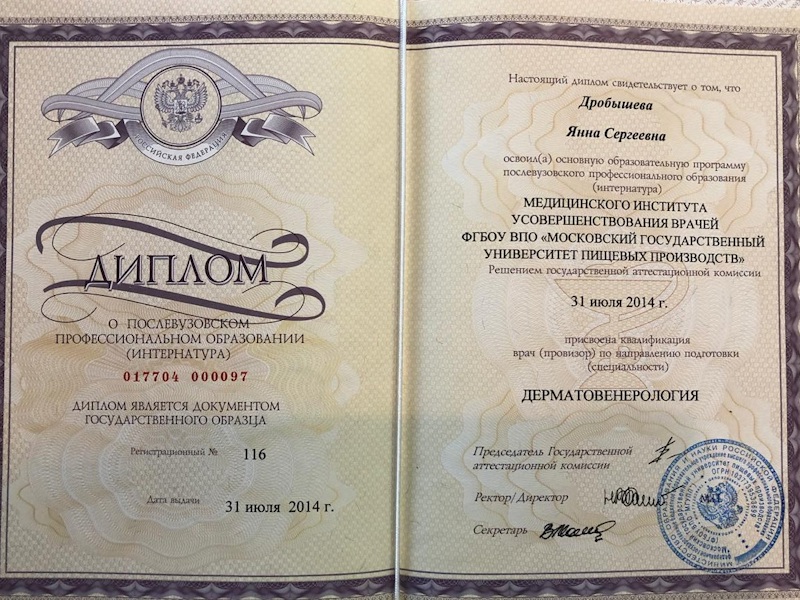 РОССИЙСКАЯ ФЕДЕРАЦИЯ
ДИПЛОМ
О ПОСЛЕВУЗОВСКОМ
ПРОФЕССИОНАЛЬНОМ ОБРАЗОВАНИИ
(ИНТЕРНАТУРА)
017704 000097
ДИПЛОМ ЯВЛЯЕТСЯ ДОКУМЕНТОМ
ГОСУДАРСТВЕННОГО ОБРАЗЦА
Регистрационный № 116
Дата выдачи 31 июля 2014 г.
Настоящий диплом свидетельствует о том, что
Дробышева
Янна Сергеевна
освоил(а) основную образовательную программу
послевузовского профессионального образования
(интернатура)
МЕДИЦИНСКОГО ИНСТИТУТА
УСОВЕРШЕНСТВОВАНИЯ ВРАЧЕЙ
ФГБОУ ВПО «МОСКОВСКИЙ ГОСУДАРСТВЕННЫЙ
УНИВЕРСИТЕТ ПИЩЕВЫХ ПРОИЗВОДСТВ»
Решением государственной аттестационной комиссии
31 июля 2014 г.
присвоена квалификация
врач (провизор) по направлению подготовки
(специальности)
ДЕРМАТОВЕНЕРОЛОГИЯ
Председатель Государственной
аттестационной комиссии
Ректор/Директор
Секретарь